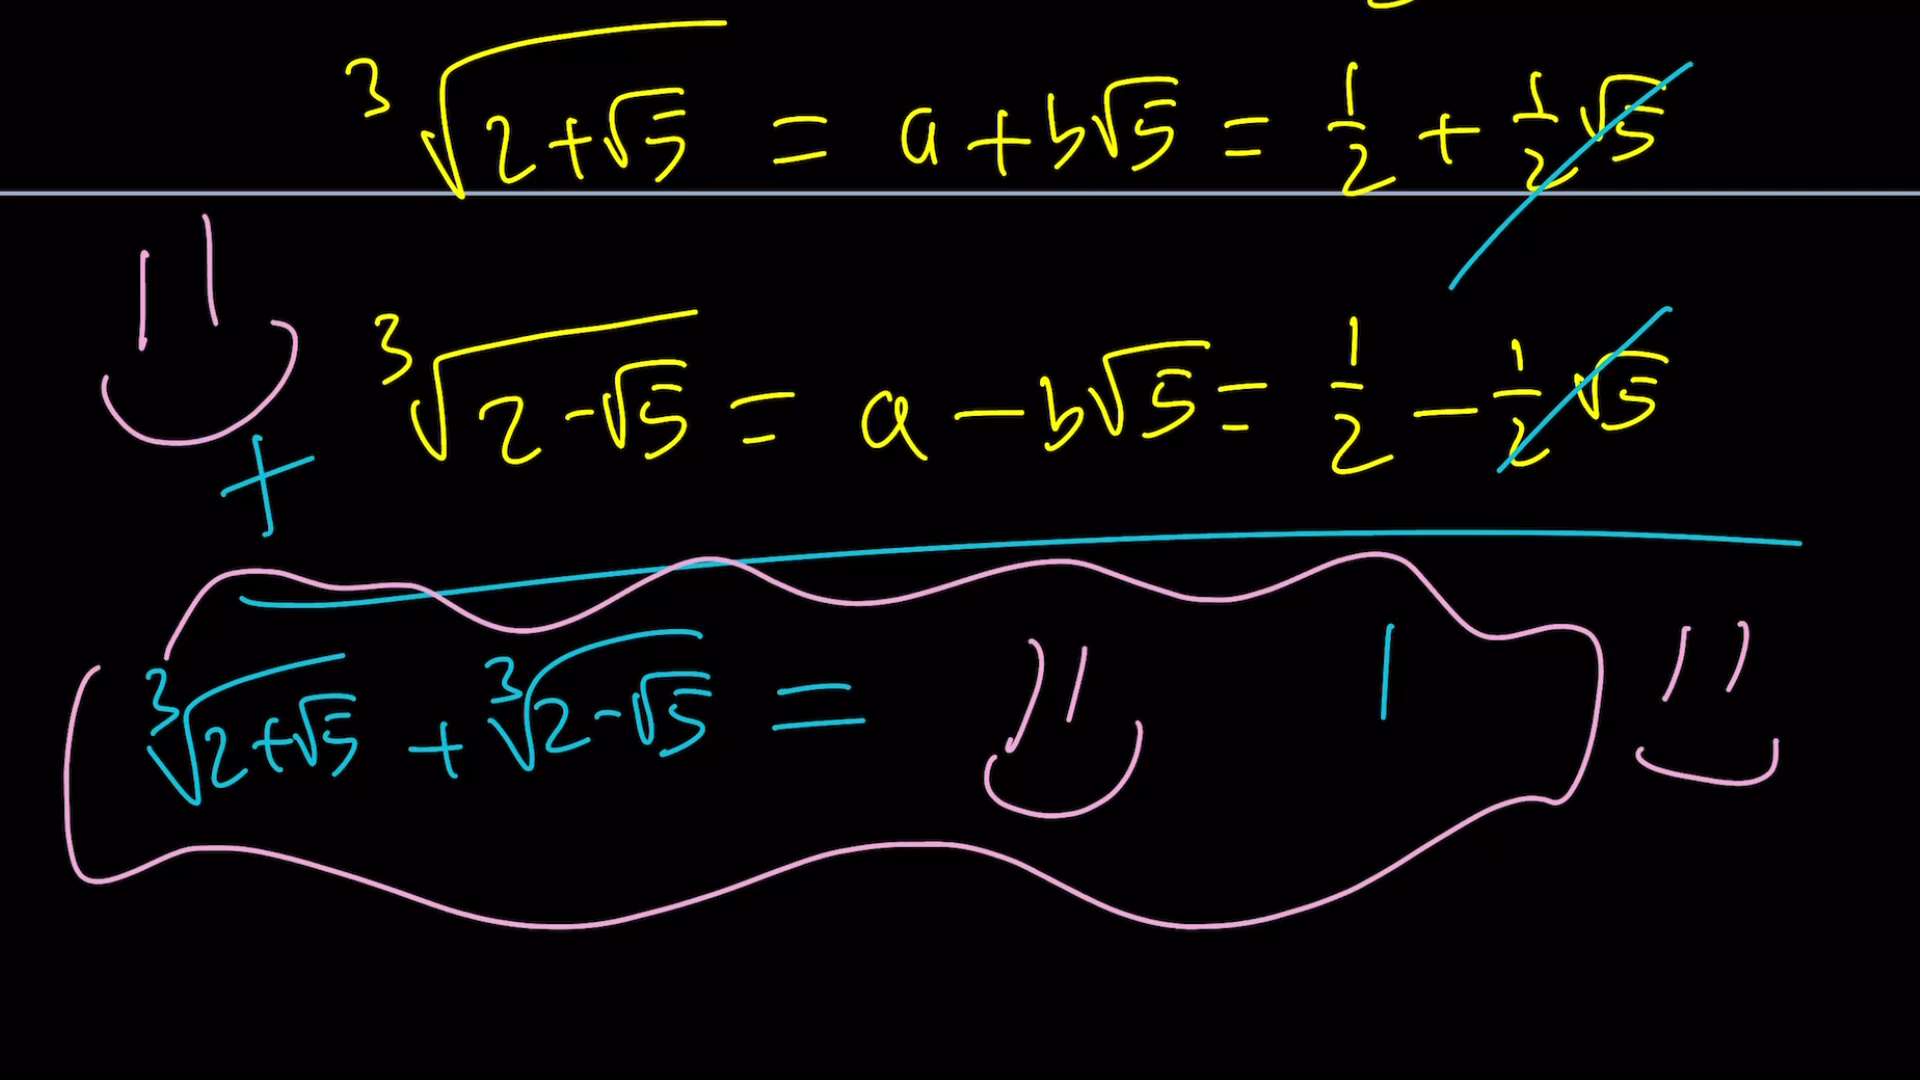 ∛(2+√5) = a+b√5 = 1/2 + 1/2 √5
∛(2-√5) = a-b√5 = 1/2 - 1/2 √5
+
∛(2+√5) + ∛(2-√5) = 1